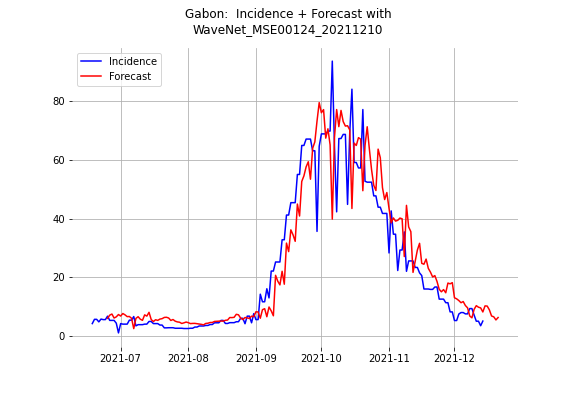 Gabon:  Incidence + Forecast with
WaveNet_MSE00124_20211210
Incidence
Forecast
80
60
40
20
0
2021-07
2021-08
2021-09
2021-10
2021-11
2021-12